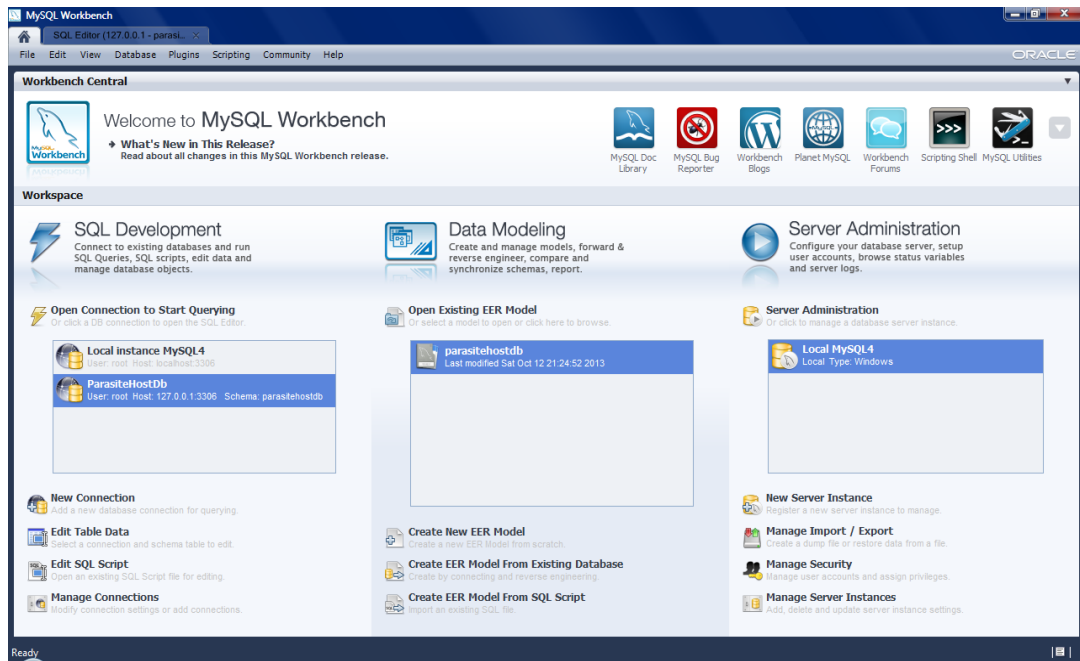 MySQL Workbench
SQL Editor (127.0.0.1 - parasi...
File Edit View Database Plugins Scripting Community Help
ORACLE
Workbench Central
MySQL
Workbench
Welcome to MySQL Workbench
What's New in This Release?
Read about all changes in this MySQL Workbench release.
MySQL Doc
Library
MySQL Bug
Reporter
Workbench
Blogs
Planet MySQL
Workbench
Forums
Scripting Shell
MySQL Utilities
Workspace
SQL Development
Connect to existing databases and run
SQL Queries, SQL scripts, edit data and
manage database objects.
Open Connection to Start Querying
Or click a DB connection to open the SQL Editor.
Local instance MySQL4
User: root Host: localhost:3306
ParasiteHostDb
User: root Host: 127.0.0.1:3306 Schema: parasitehostdb
New Connection
Add a new database connection for querying.
Edit Table Data
Select a connection and schema table to edit.
Edit SQL Script
Open an existing SQL Script file for editing.
Manage Connections
Modify connection settings or add connections.
Data Modeling
Create and manage models, forward &
reverse engineer, compare and
synchronize schemas, report.
Open Existing EER Model
Or select a model to open or click here to browse.
parasitehostdb
Last modified Sat Oct 12 21:24:52 2013
Create New EER Model
Create a new EER Model from scratch.
Create EER Model From Existing Database
Create by connecting and reverse engineering.
Create EER Model From SQL Script
Import an existing SQL file.
Server Administration
Configure your database server, setup
user accounts, browse status variables
and server logs.
Server Administration
Or click to manage a database server instance.
Local MySQL4
Local Type: Windows
New Server Instance
Register a new server instance to manage.
Manage Import / Export
Create a dump file or restore data from a file.
Manage Security
Manage user accounts and assign privileges.
Manage Server Instances
Add, delete and update server instance settings.
Ready